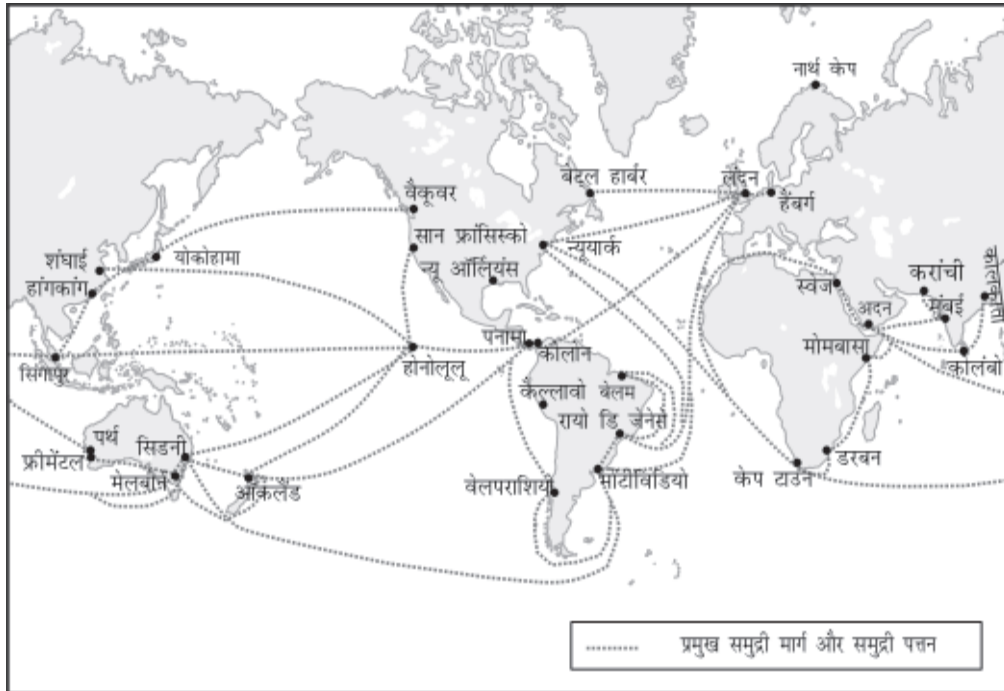 नार्थ केप
बेट्ल हार्बर
लंदन
हैंबर्ग
वैकूवर
सान फ्रांसिस्को
न्यूयार्क
न्यू ऑर्लियंस
शंघाई
योकोहामा
हांगकांग
स्वेज
करांची
कोलकाता
अदन
मुंबई
पनामा
कोलोन
मोमबासा
कोलंबो
सिंगापुर
होनोलूलू
कैल्लावो
बेलम
रायो डि जेनेरो
पर्थ
सिडनी
फ्रीमेंटल
मेलबोर्न
ऑकलैंड
वेलपराशियो
मोंटोविडियो
केप टाउन
डरबन
प्रमुख समुद्री मार्ग और समुद्री पत्तन